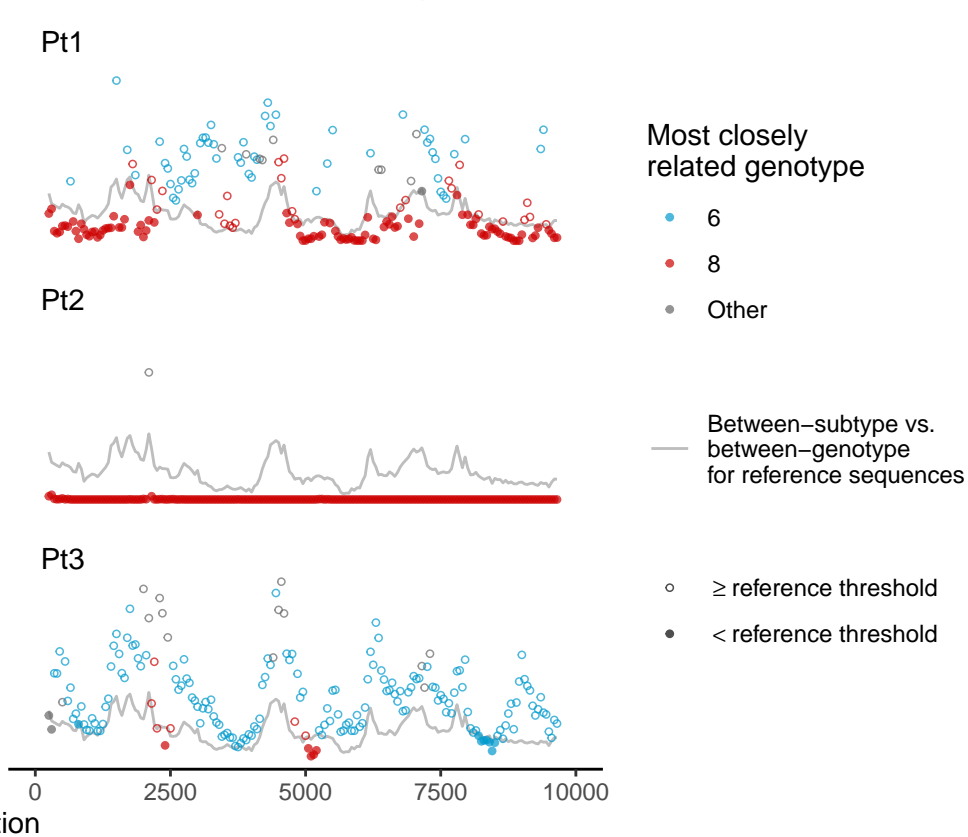 Pt1
Pt2
Pt3
0 2500 5000 7500 10000
tion
Most closely
related genotype
6
8
Other
Between−subtype vs.
between−genotype
for reference sequences
≥ reference threshold
< reference threshold